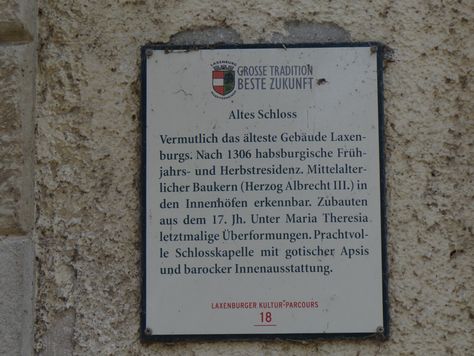 LAXENBURG
GROSSE TRADITION
BESTE ZUKUNFT
Altes Schloss
Vermutlich das älteste Gebäude Laxen-
burgs. Nach 1306 habsburgische Früh-
jahrs- und Herbstresidenz. Mittelalter-
licher Baukern (Herzog Albrecht III.) in
den Innenhöfen erkennbar. Zubauten
aus dem 17. Jh. Unter Maria Theresia
letztmalige Überformungen. Prachtvol-
le Schlosskapelle mit gotischer Apsis
und barocker Innenausstattung.
LAXENBURGER KULTUR-PARCOURS
18